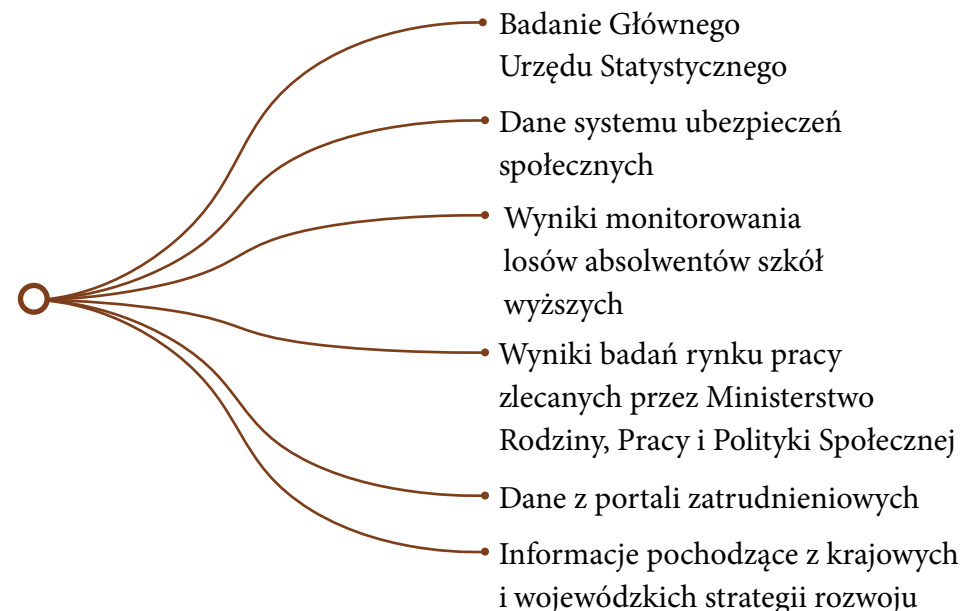 Badanie Głównego
Urzędu Statystycznego
Dane systemu ubezpieczeń
społecznych
Wyniki monitorowania
losów absolwentów szkół
wyższych
Wyniki badań rynku pracy
zlecanych przez Ministerstwo
Rodziny, Pracy i Polityki Społecznej
Dane z portali zatrudnieniowych
Informacje pochodzące z krajowych
i wojewódzkich strategii rozwoju